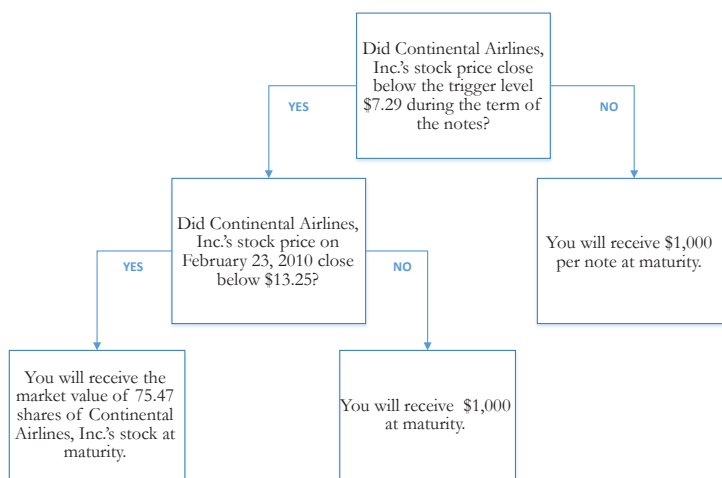 Did Continental Airlines,
Inc.'s stock price close
below the trigger level
$7.29 during the term of
the notes?
YES
NO
Did Continental Airlines,
Inc.'s stock price on
February 23, 2010 close
below $13.25?
You will receive $1,000
per note at maturity.
YES
NO
You will receive the
market value of 75.47
shares of Continental
Airlines, Inc.'s stock at
maturity.
You will receive $1,000
at maturity.